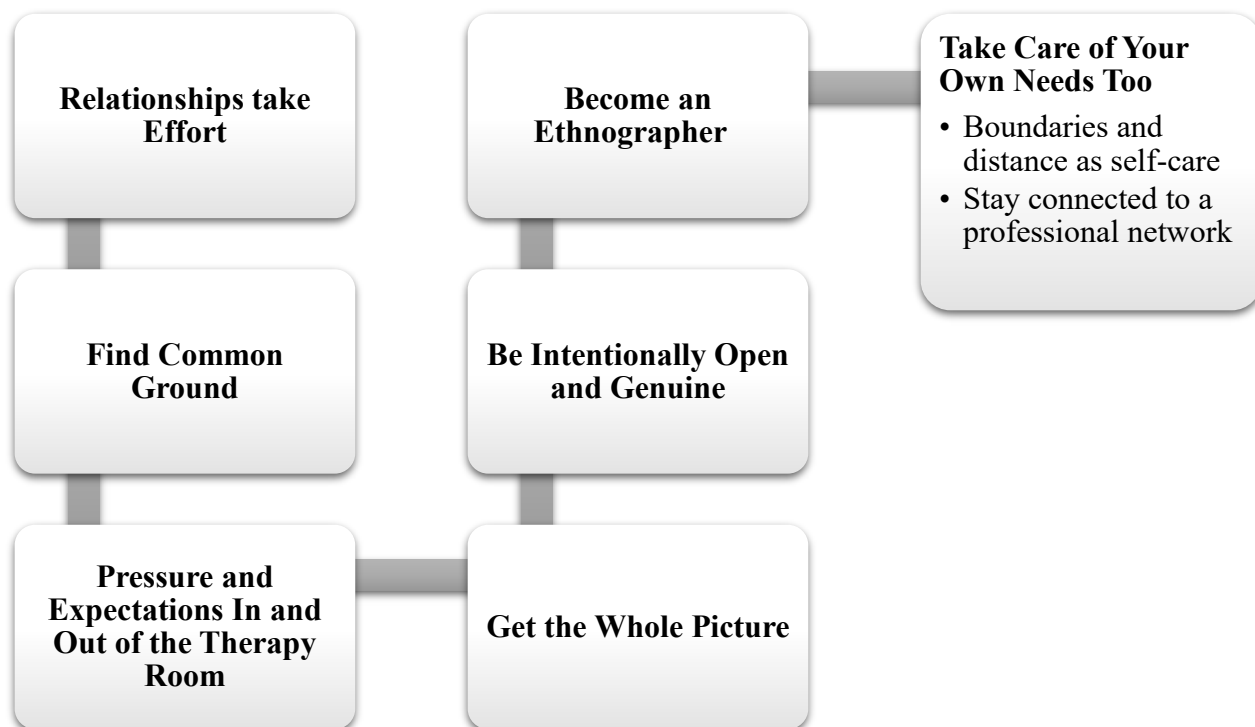 Relationships take
Effort
Find Common
Ground
Pressure and
Expectations In and
Out of the Therapy
Room
Get the Whole Picture
Be Intentionally Open
and Genuine
Become an
Ethnographer
Take Care of Your
Own Needs Too
• Boundaries and
distance as self-care
• Stay connected to a
professional network